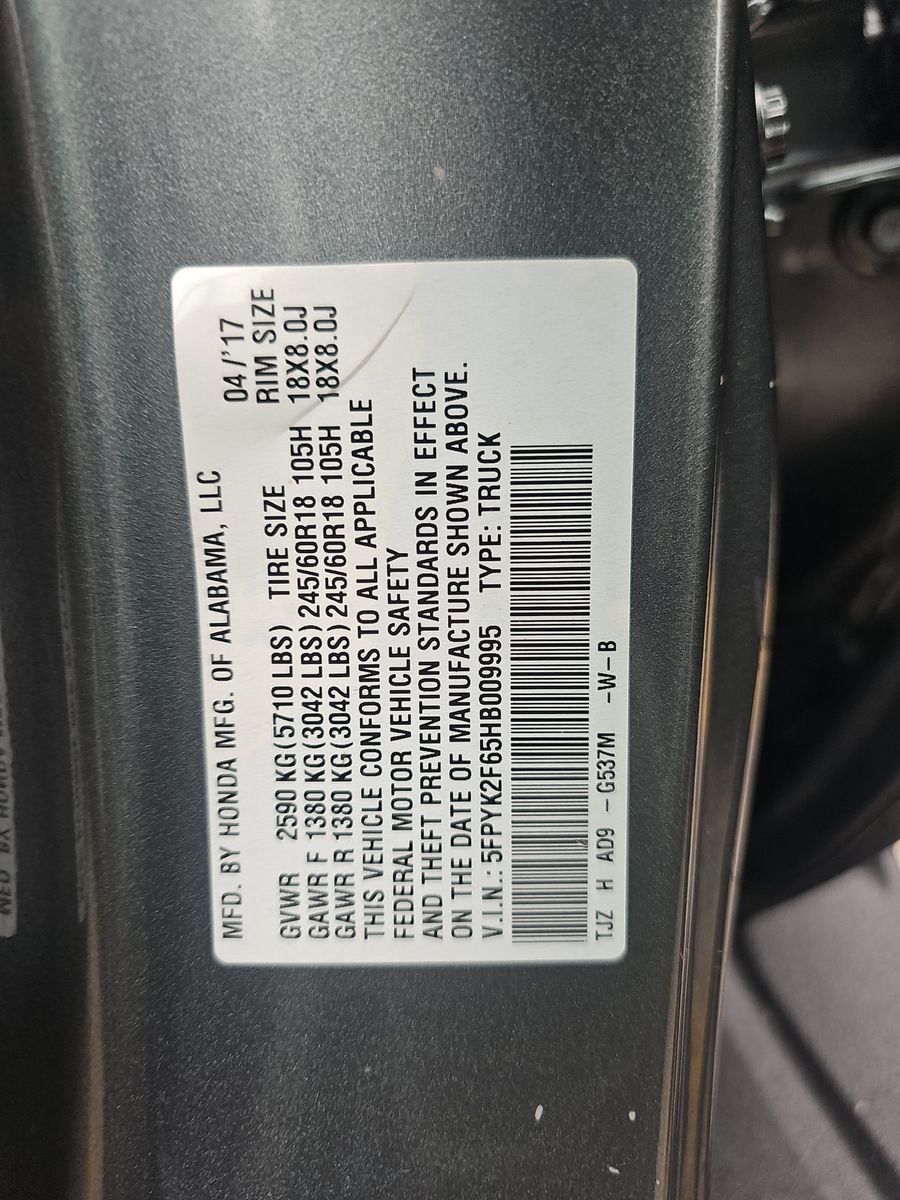 MFD. BY HONDA MFG. OF ALABAMA, LLC 04/'17
GVWR 2590 KG(5710 LBS) TIRE SIZE RIM SIZE
GAWR F 1380 KG(3042 LBS) 245/60R18 105H 18X8.0J
GAWR R 1380 KG(3042 LBS) 245/60R18 105H 18X8.0J
THIS VEHICLE CONFORMS TO ALL APPLICABLE
FEDERAL MOTOR VEHICLE SAFETY
AND THEFT PREVENTION STANDARDS IN EFFECT
ON THE DATE OF MANUFACTURE SHOWN ABOVE.
V.I.N.: 5FPYK2F65HB009995 TYPE: TRUCK
TJZ H AD9 -G537M -W-B